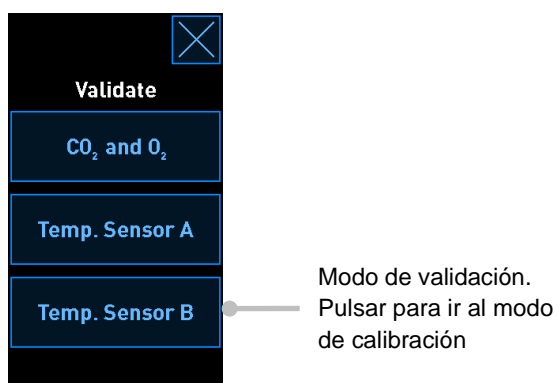 Validate
CO₂ and O₂
Temp. Sensor A
Temp. Sensor B
Modo de validación.
Pulsar para ir al modo
de calibración